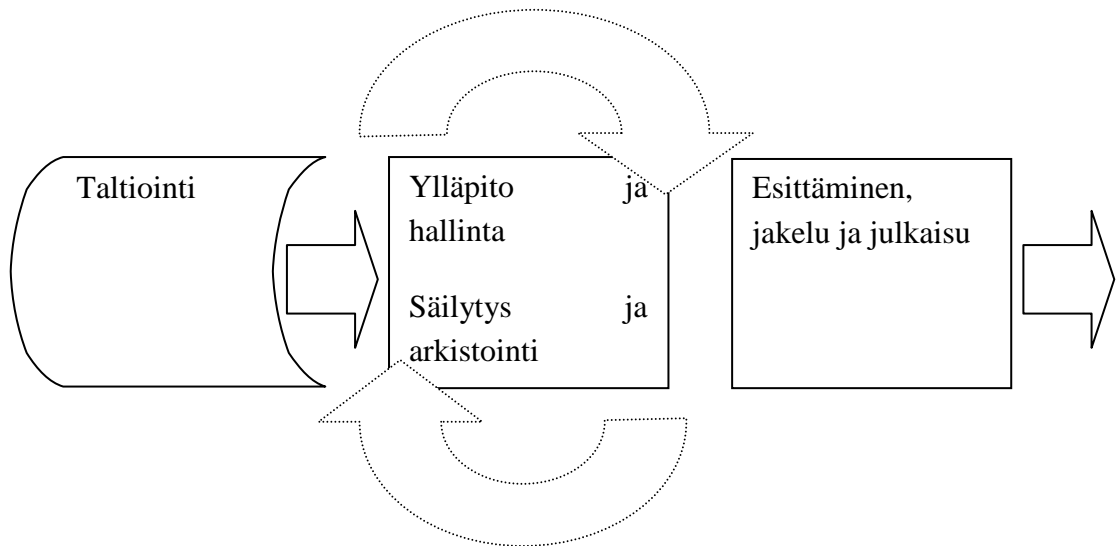 Taltiointi
Ylläpito ja
hallinta
Säilytys ja
arkistointi
Esittäminen,
jakelu ja julkaisu